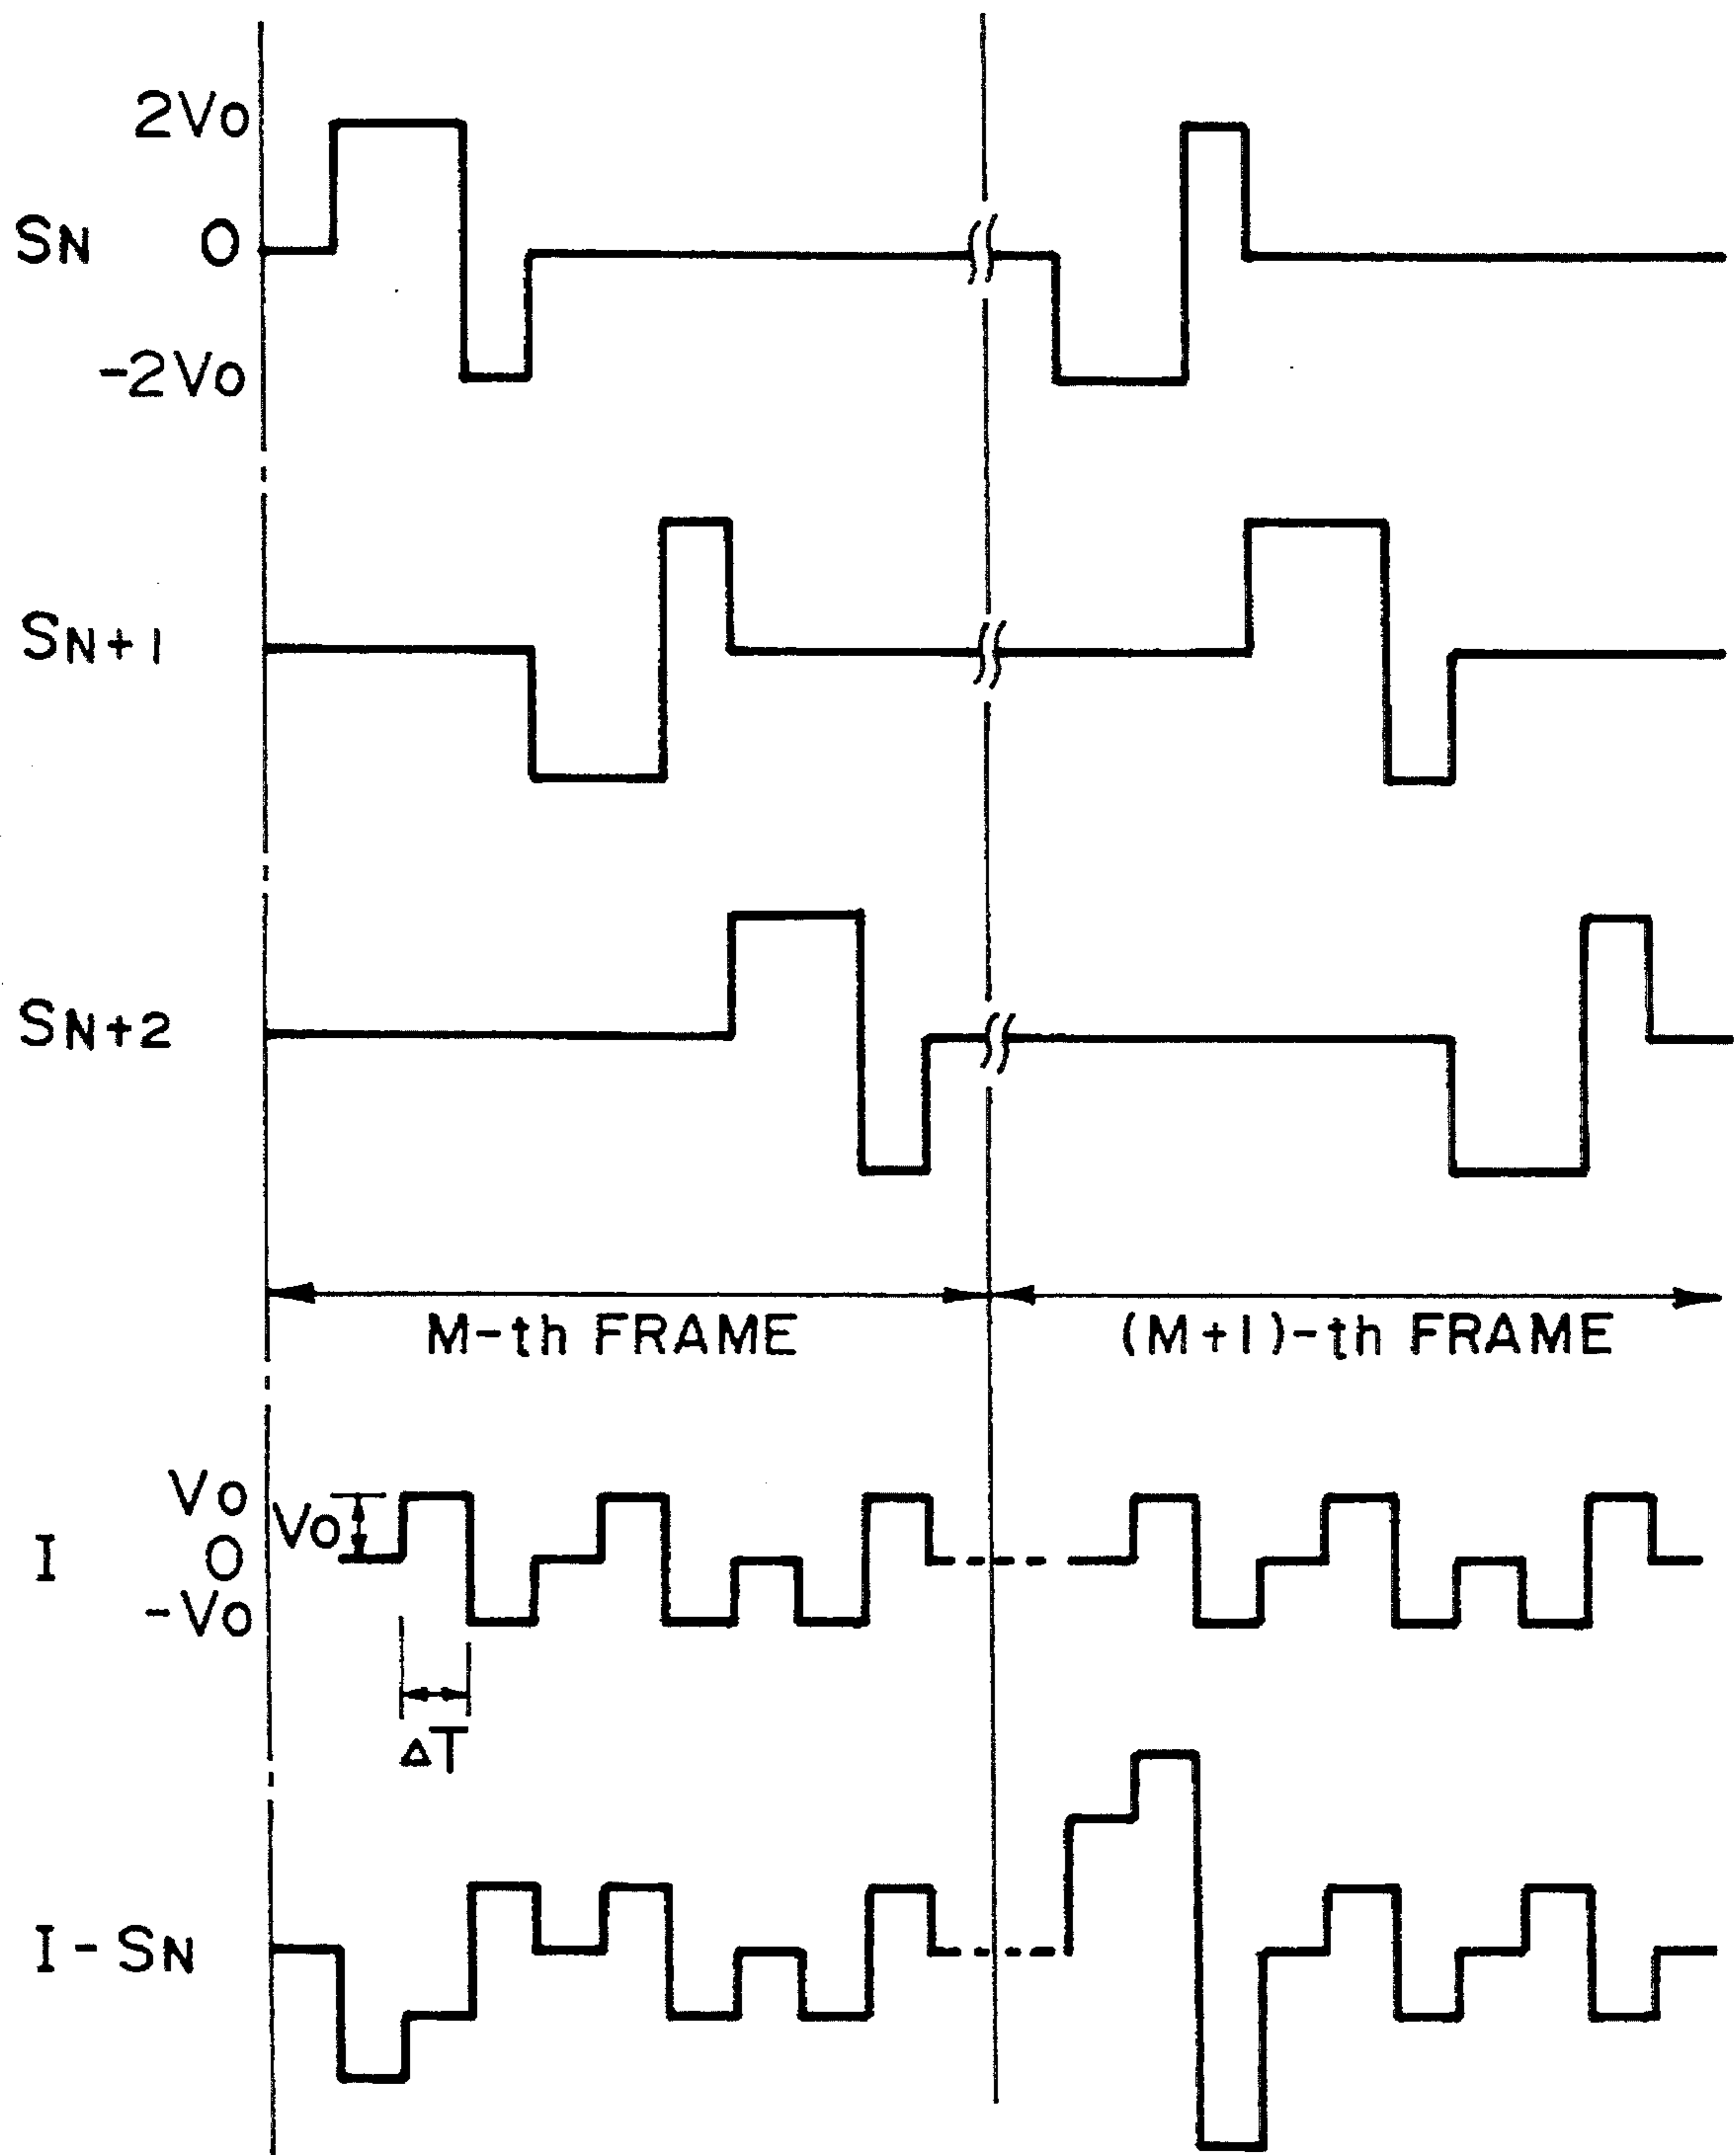 2Vo
SN 0
-2Vo
SN+1
SN+2
M-th FRAME (M+1)-th FRAME
Vo
Vo
I 0
-Vo
ΔT
I-SN